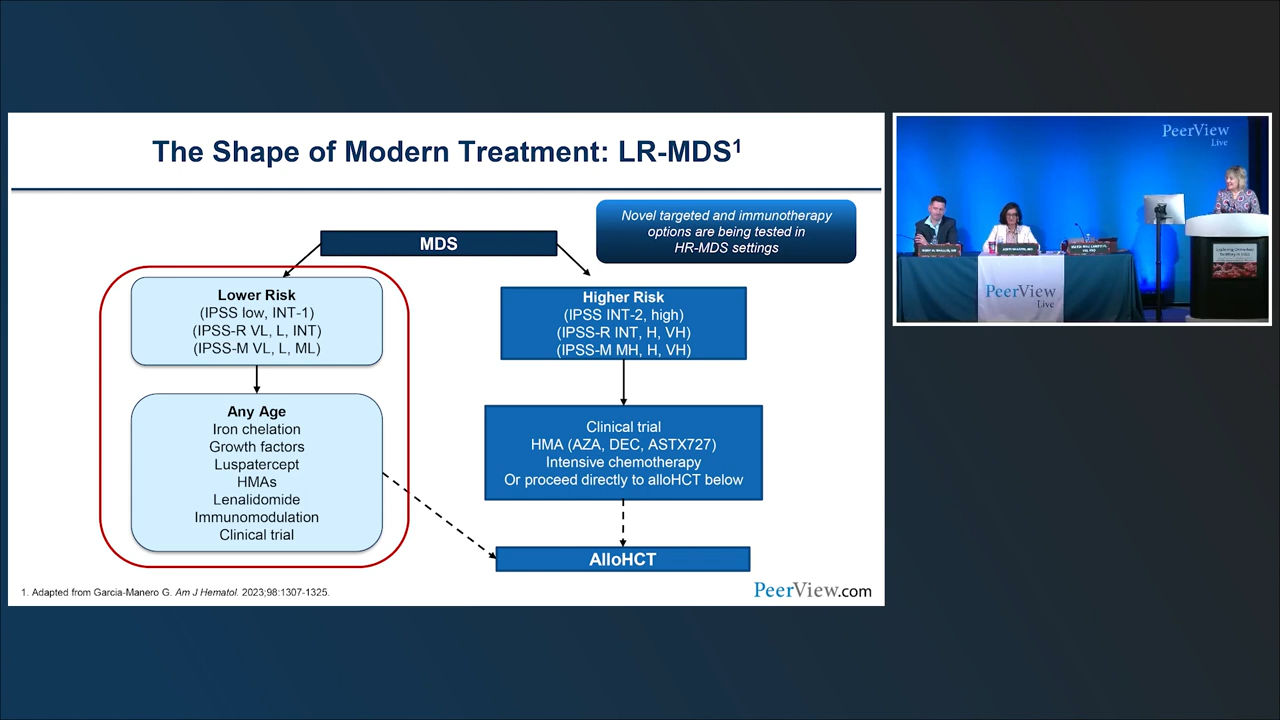 The Shape of Modern Treatment: LR-MDS1
Novel targeted and immunotherapy
options are being tested in
HR-MDS settings
MDS
Lower Risk
(IPSS low, INT-1)
(IPSS-R VL, L, INT)
(IPSS-M VL, L, ML)
Any Age
Iron chelation
Growth factors
Luspatercept
HMAs
Lenalidomide
Immunomodulation
Clinical trial
Higher Risk
(IPSS INT-2, high)
(IPSS-R INT, H, VH)
(IPSS-M MH, H, VH)
Clinical trial
HMA (AZA, DEC, ASTX727)
Intensive chemotherapy
Or proceed directly to alloHCT below
AlloHCT
1. Adapted from Garcia-Manero G. Am J Hematol. 2023;98:1307-1325.
PeerView.com
PeerView
Live
PeerView
Live